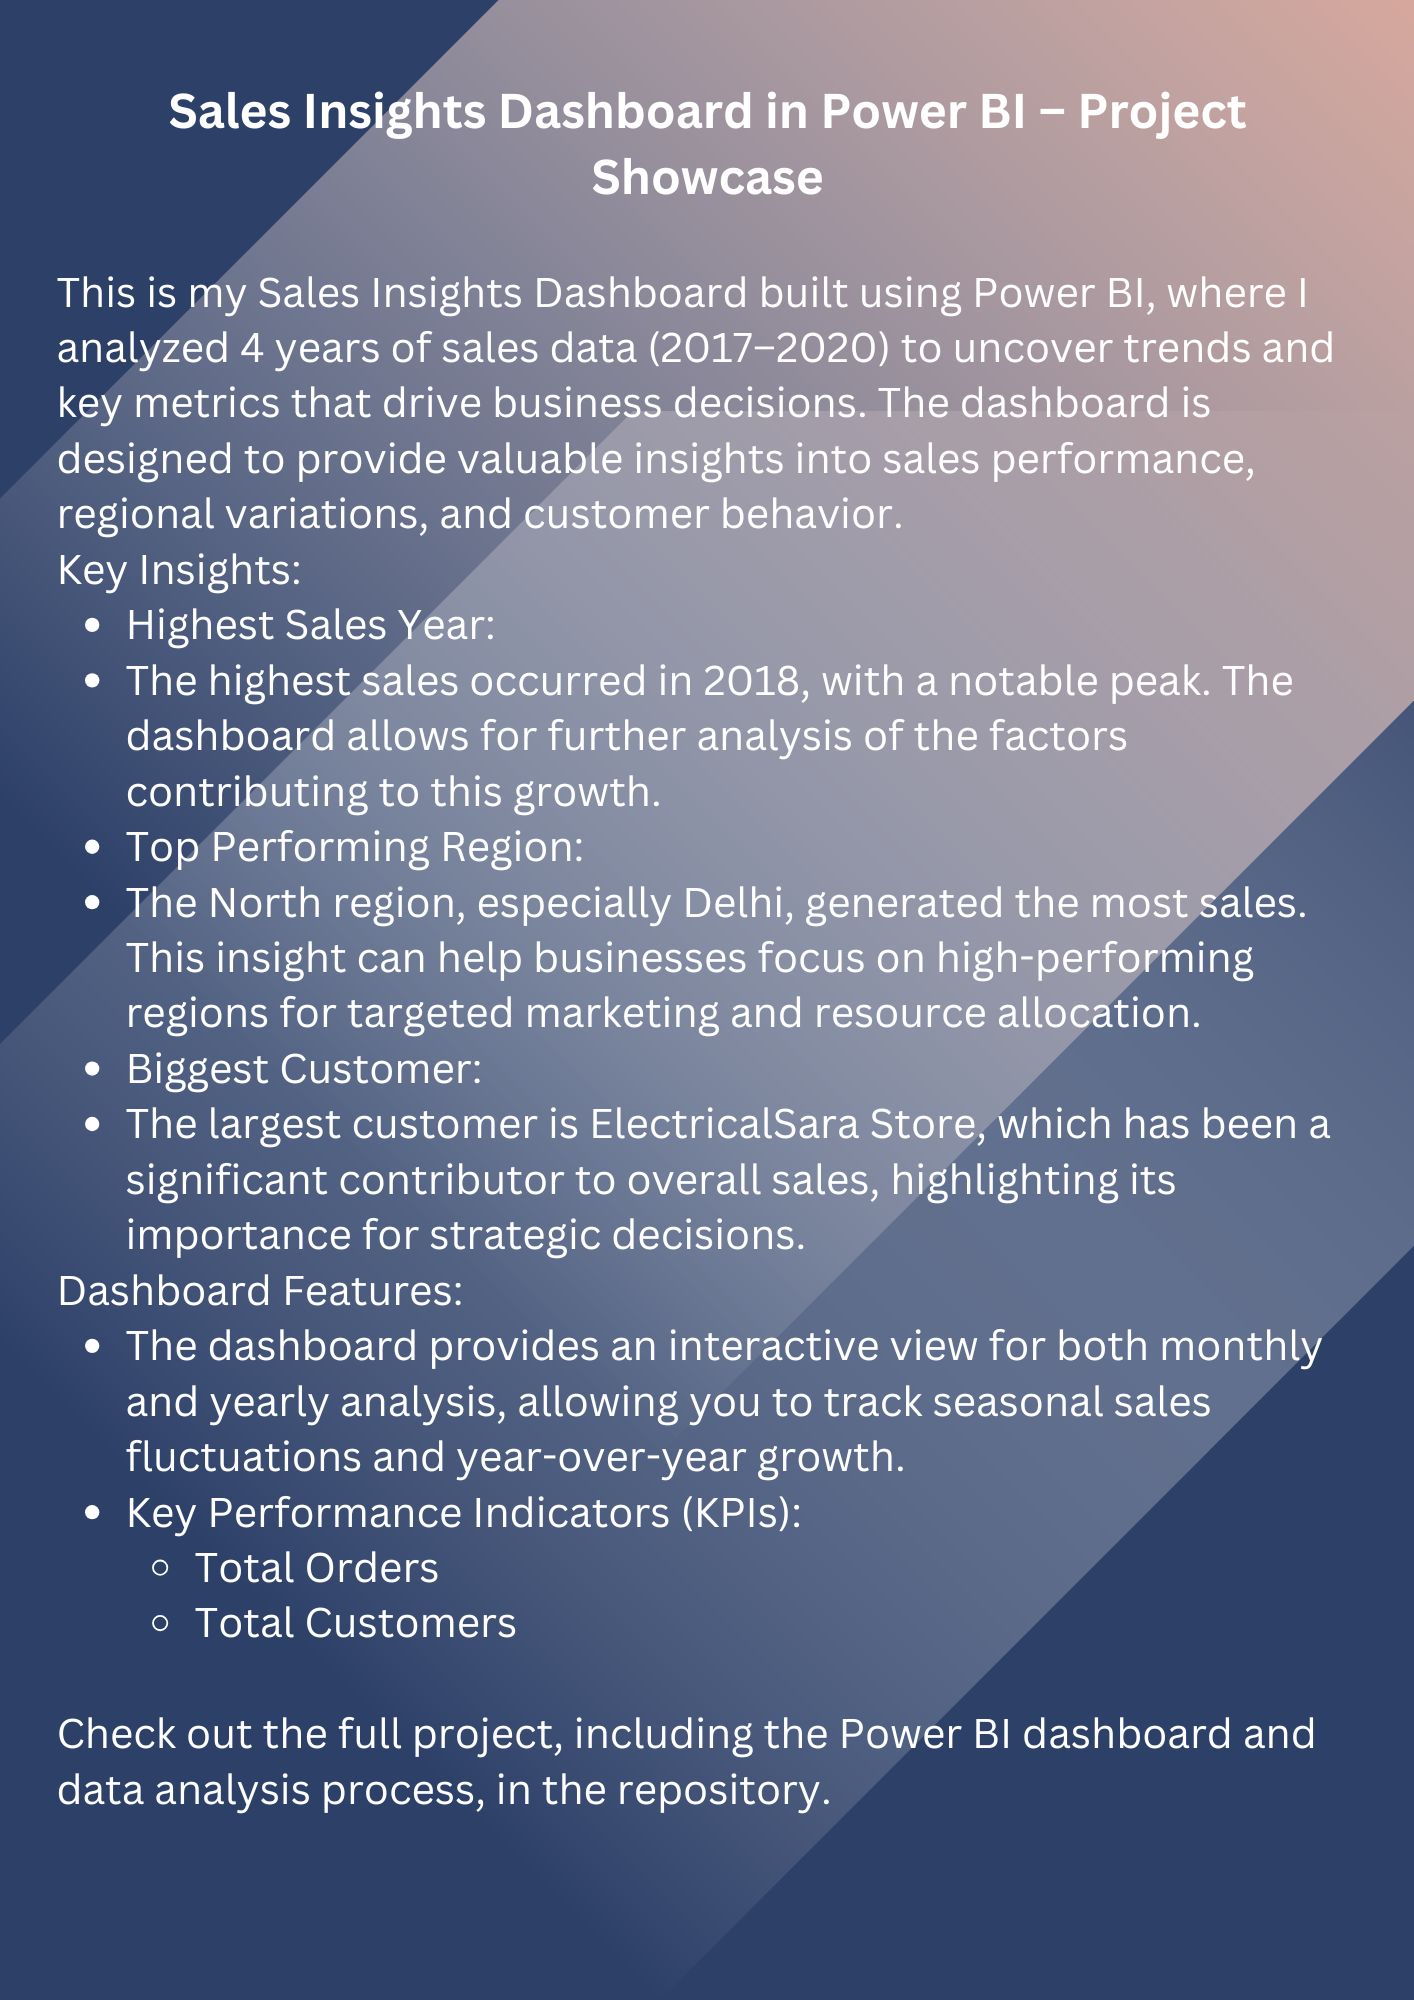 Sales Insights Dashboard in Power BI – Project
Showcase
This is my Sales Insights Dashboard built using Power BI, where I
analyzed 4 years of sales data (2017–2020) to uncover trends and
key metrics that drive business decisions. The dashboard is
designed to provide valuable insights into sales performance,
regional variations, and customer behavior.
Key Insights:
• Highest Sales Year:
• The highest sales occurred in 2018, with a notable peak. The
dashboard allows for further analysis of the factors
contributing to this growth.
• Top Performing Region:
• The North region, especially Delhi, generated the most sales.
This insight can help businesses focus on high-performing
regions for targeted marketing and resource allocation.
• Biggest Customer:
• The largest customer is ElectricalSara Store, which has been a
significant contributor to overall sales, highlighting its
importance for strategic decisions.
Dashboard Features:
• The dashboard provides an interactive view for both monthly
and yearly analysis, allowing you to track seasonal sales
fluctuations and year-over-year growth.
• Key Performance Indicators (KPIs):
◦ Total Orders
◦ Total Customers
Check out the full project, including the Power BI dashboard and
data analysis process, in the repository.